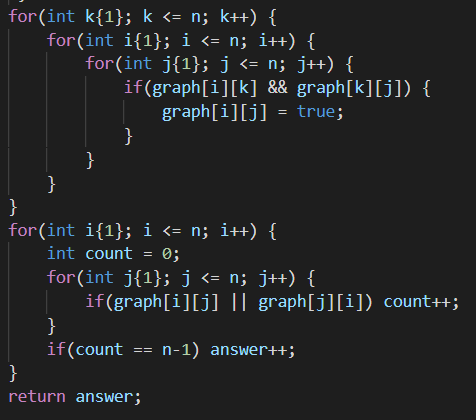 for(int k{1}; k <= n; k++) {
    for(int i{1}; i <= n; i++) {
        for(int j{1}; j <= n; j++) {
            if(graph[i][k] && graph[k][j]) {
                graph[i][j] = true;
            }
        }
    }
}
for(int i{1}; i <= n; i++) {
    int count = 0;
    for(int j{1}; j <= n; j++) {
        if(graph[i][j] || graph[j][i]) count++;
    }
    if(count == n-1) answer++;
}
return answer;